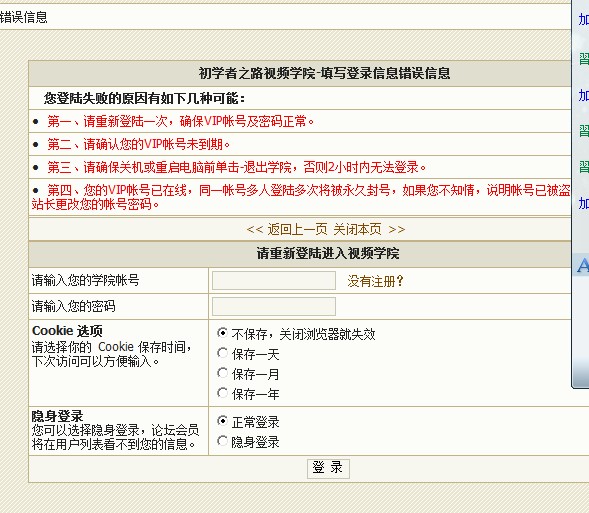 错误信息
初学者之路视频学院-填写登录信息错误信息
您登陆失败的原因有如下几种可能：
● 第一、请重新登陆一次，确保VIP帐号及密码正常。
● 第二、请确认您的VIP帐号未到期。
● 第三、请确保关机或重启电脑前单击-退出学院，否则2小时内无法登录。
● 第四、您的VIP帐号已在线，同一帐号多人登陆多次将被永久封号，如果您不知情，说明帐号已被盗
站长更改您的帐号密码。
<< 返回上一页 关闭本页 >>
请重新登陆进入视频学院
请输入您的学院帐号
没有注册？
请输入您的密码
Cookie 选项
请选择你的 Cookie 保存时间，
下次访问可以方便输入。
不保存，关闭浏览器就失效
保存一天
保存一月
保存一年
隐身登录
您可以选择隐身登录，论坛会员
将在用户列表看不到您的信息。
正常登录
隐身登录
登 录
加
習
加
習
習
加